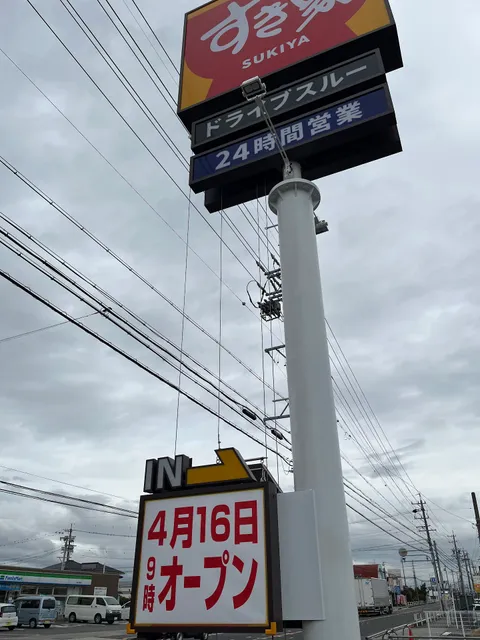 すき家
SUKIYA
ドライブスルー
24時間営業
IN
4月16日
9時オープン
FamilyMart